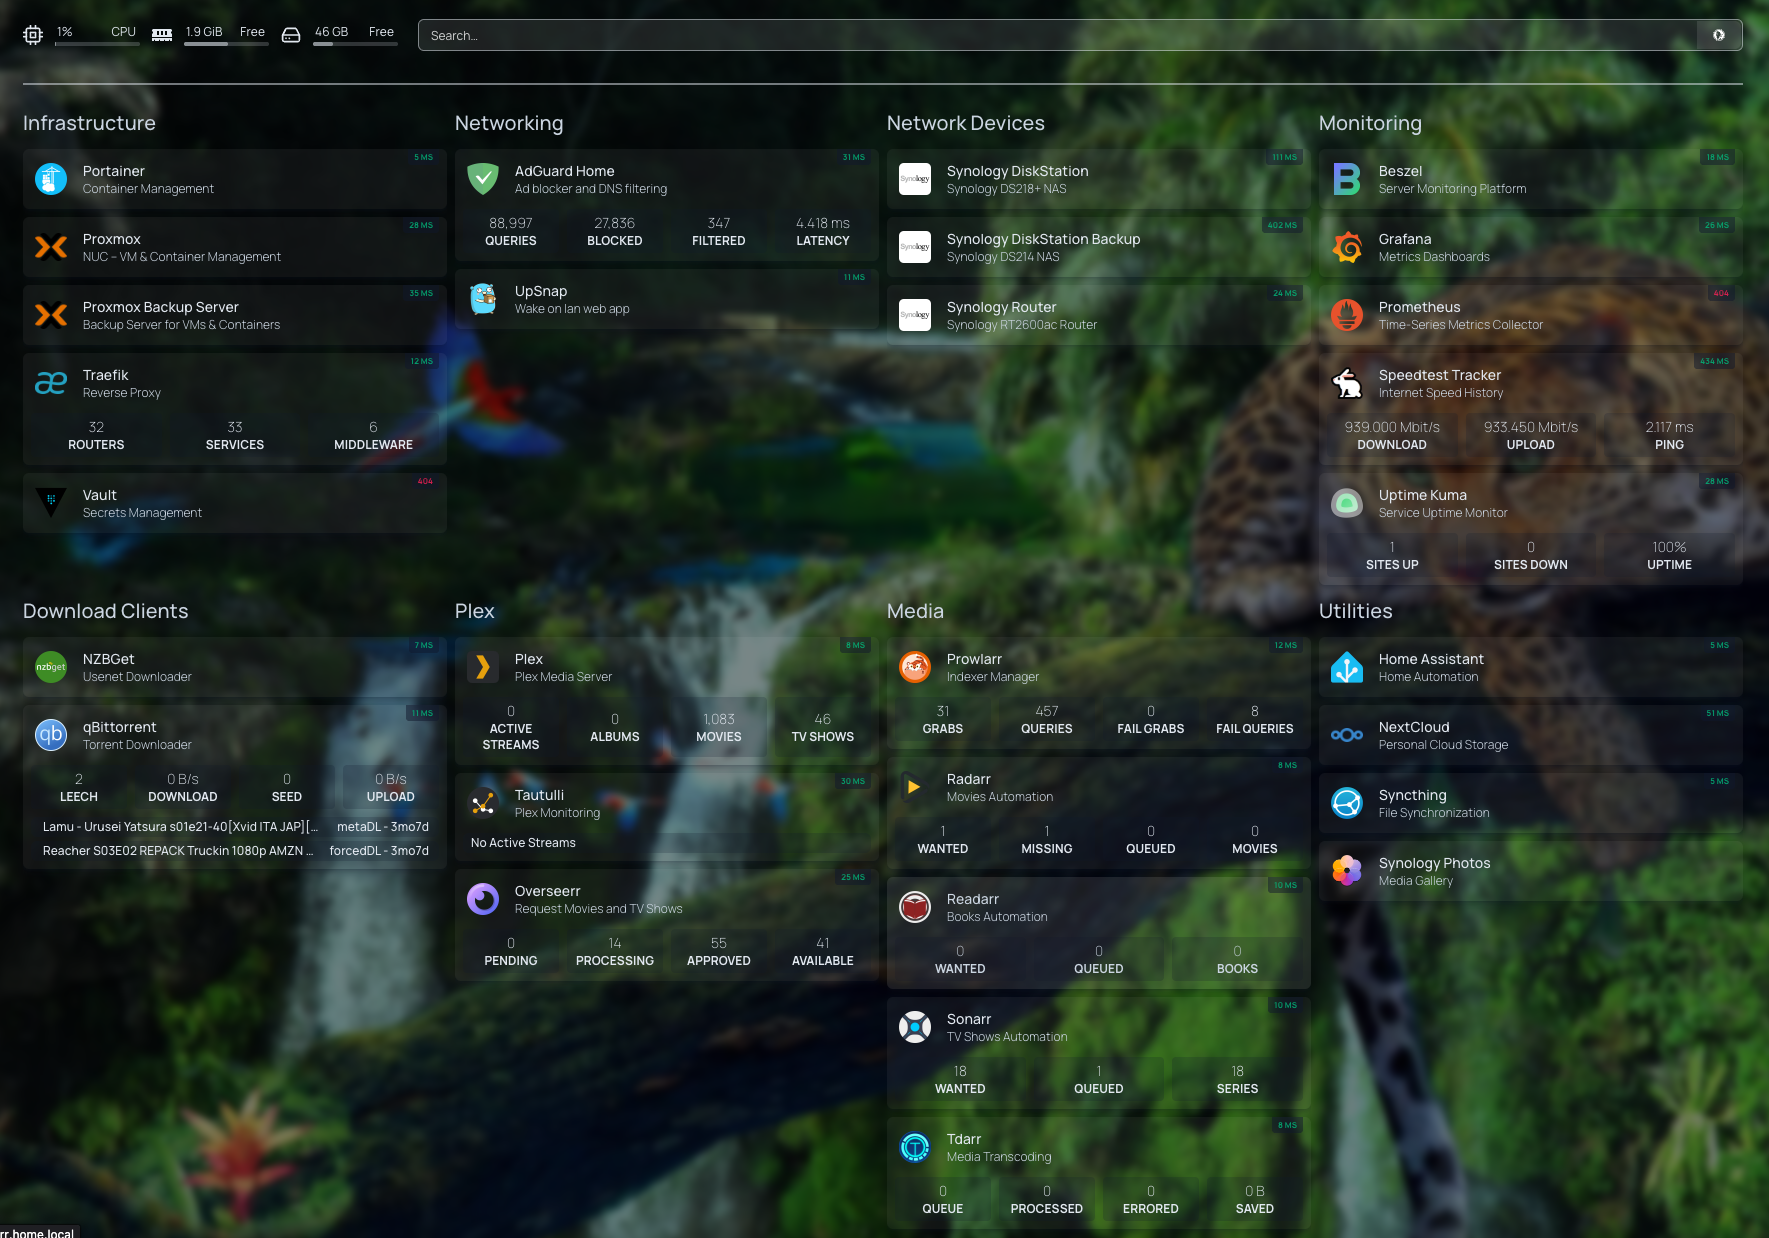 1% CPU 1.9 GiB Free 46 GB Free Search...
Infrastructure
Portainer 5 MS
Container Management
Proxmox 28 MS
NUC – VM & Container Management
Proxmox Backup Server 35 MS
Backup Server for VMs & Containers
Traefik 12 MS
Reverse Proxy
32 33 6
ROUTERS SERVICES MIDDLEWARE
Vault 404
Secrets Management
Networking
AdGuard Home 31 MS
Ad blocker and DNS filtering
88,997 27,836 347 4.418 ms
QUERIES BLOCKED FILTERED LATENCY
UpSnap 11 MS
Wake on lan web app
Network Devices
Synology
Synology DiskStation 111 MS
Synology DS218+ NAS
Synology
Synology DiskStation Backup 402 MS
Synology DS214 NAS
Synology
Synology Router 24 MS
Synology RT2600ac Router
Monitoring
Beszel 18 MS
Server Monitoring Platform
Grafana 26 MS
Metrics Dashboards
Prometheus 404
Time-Series Metrics Collector
Speedtest Tracker 434 MS
Internet Speed History
939.000 Mbit/s 933.450 Mbit/s 2.117 ms
DOWNLOAD UPLOAD PING
Uptime Kuma 28 MS
Service Uptime Monitor
1 0 100%
SITES UP SITES DOWN UPTIME
Download Clients
nzbget
NZBGet 7 MS
Usenet Downloader
qb
qBittorrent 11 MS
Torrent Downloader
2 0 B/s 0 0 B/s
LEECH DOWNLOAD SEED UPLOAD
Lamu - Urusei Yatsura s01e21-40[Xvid ITA JAP][... metaDL - 3mo7d
Reacher S03E02 REPACK Truckin 1080p AMZN ... forcedDL - 3mo7d
Plex
Plex 8 MS
Plex Media Server
0 0 1,083 46
ACTIVE STREAMS ALBUMS MOVIES TV SHOWS
Tautulli 30 MS
Plex Monitoring
No Active Streams
Overseerr 25 MS
Request Movies and TV Shows
0 14 55 41
PENDING PROCESSING APPROVED AVAILABLE
Media
Prowlarr 12 MS
Indexer Manager
31 457 0 8
GRABS QUERIES FAIL GRABS FAIL QUERIES
Radarr 8 MS
Movies Automation
1 1 0 0
WANTED MISSING QUEUED MOVIES
Readarr 10 MS
Books Automation
0 0 0
WANTED QUEUED BOOKS
Sonarr 10 MS
TV Shows Automation
18 1 18
WANTED QUEUED SERIES
Tdarr 8 MS
Media Transcoding
0 0 0 0 B
QUEUE PROCESSED ERRORED SAVED
Utilities
Home Assistant 5 MS
Home Automation
NextCloud 51 MS
Personal Cloud Storage
Syncthing 5 MS
File Synchronization
Synology Photos
Media Gallery
rr.home.local